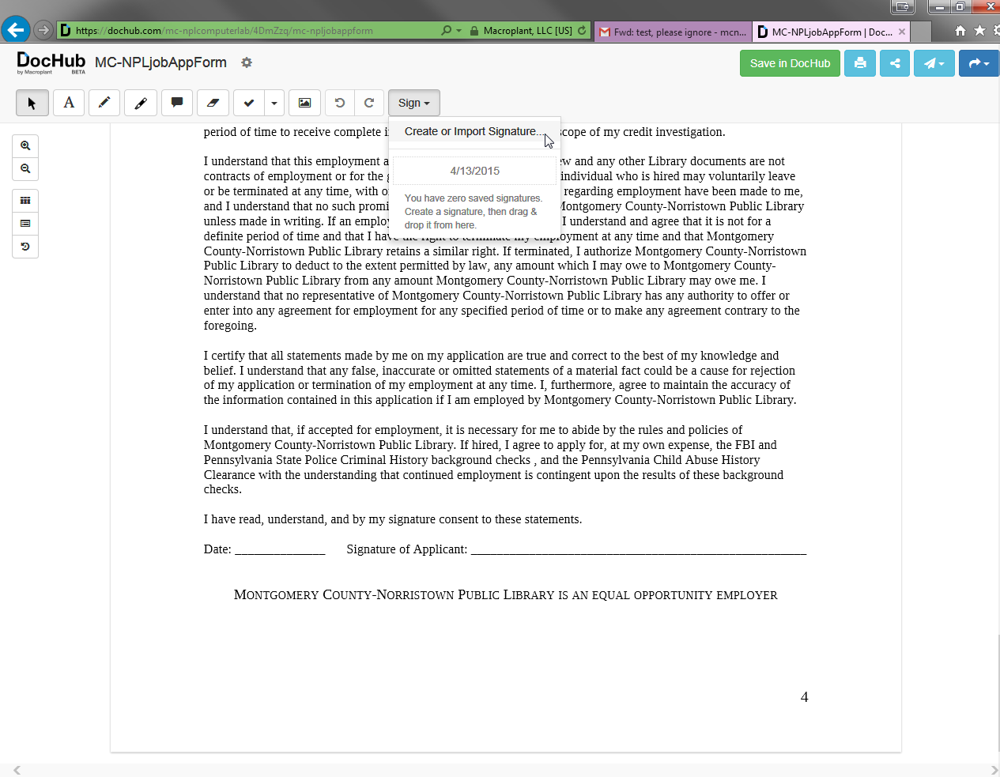 https://dochub.com/mc-nplcomputerlab/4DmZzq/mc-npljobappform
Macroplant, LLC [US]
Fwd: test, please ignore - mcn...
MC-NPLjobAppForm | Doc...
DocHub
by Macroplant BETA
MC-NPLjobAppForm
Save in DocHub
A
Sign
Create or Import Signature...
4/13/2015
You have zero saved signatures.
Create a signature, then drag &
drop it from here.
period of time to receive complete i scope of my credit investigation.
I understand that this employment a ew and any other Library documents are not
contracts of employment or for the individual who is hired may voluntarily leave
or be terminated at any time, with o regarding employment have been made to me,
and I understand that no such promi Montgomery County-Norristown Public Library
unless made in writing. If an employ I understand and agree that it is not for a
definite period of time and that I have the right to terminate my employment at any time and that Montgomery
County-Norristown Public Library retains a similar right. If terminated, I authorize Montgomery County-Norristown
Public Library to deduct to the extent permitted by law, any amount which I may owe to Montgomery County-
Norristown Public Library from any amount Montgomery County-Norristown Public Library may owe me. I
understand that no representative of Montgomery County-Norristown Public Library has any authority to offer or
enter into any agreement for employment for any specified period of time or to make any agreement contrary to the
foregoing.
I certify that all statements made by me on my application are true and correct to the best of my knowledge and
belief. I understand that any false, inaccurate or omitted statements of a material fact could be a cause for rejection
of my application or termination of my employment at any time. I, furthermore, agree to maintain the accuracy of
the information contained in this application if I am employed by Montgomery County-Norristown Public Library.
I understand that, if accepted for employment, it is necessary for me to abide by the rules and policies of
Montgomery County-Norristown Public Library. If hired, I agree to apply for, at my own expense, the FBI and
Pennsylvania State Police Criminal History background checks , and the Pennsylvania Child Abuse History
Clearance with the understanding that continued employment is contingent upon the results of these background
checks.
I have read, understand, and by my signature consent to these statements.
Date: ______________ Signature of Applicant: ____________________________________________________
MONTGOMERY COUNTY-NORRISTOWN PUBLIC LIBRARY IS AN EQUAL OPPORTUNITY EMPLOYER
4